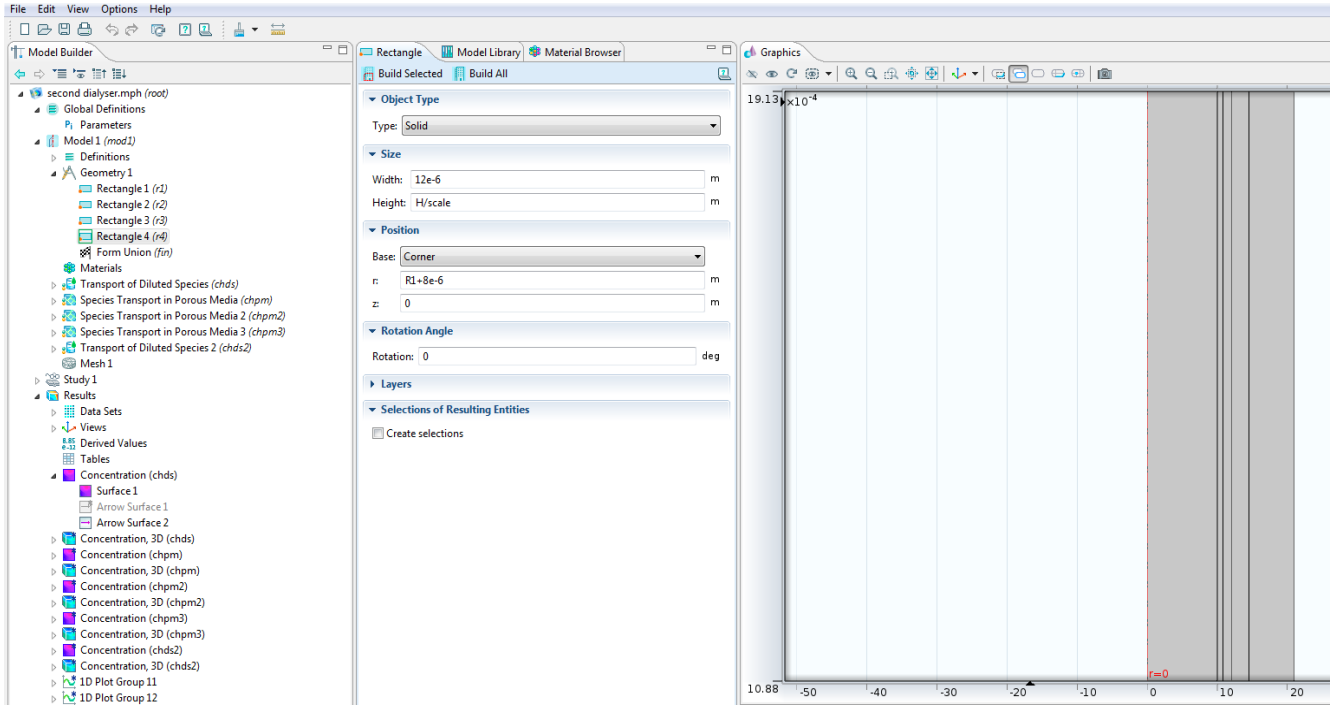 File Edit View Options Help
Model Builder
second dialyser.mph (root)
Global Definitions
Pi Parameters
Model 1 (mod1)
Definitions
Geometry 1
Rectangle 1 (r1)
Rectangle 2 (r2)
Rectangle 3 (r3)
Rectangle 4 (r4)
Form Union (fin)
Materials
Transport of Diluted Species (chds)
Species Transport in Porous Media (chpm)
Species Transport in Porous Media 2 (chpm2)
Species Transport in Porous Media 3 (chpm3)
Transport of Diluted Species 2 (chds2)
Mesh 1
Study 1
Results
Data Sets
Views
8.85
e-12
Derived Values
Tables
Concentration (chds)
Surface 1
Arrow Surface 1
Arrow Surface 2
Concentration, 3D (chds)
Concentration (chpm)
Concentration, 3D (chpm)
Concentration (chpm2)
Concentration, 3D (chpm2)
Concentration (chpm3)
Concentration, 3D (chpm3)
Concentration (chds2)
Concentration, 3D (chds2)
1D Plot Group 11
1D Plot Group 12
Rectangle Model Library Material Browser
Build Selected Build All
Object Type
Type: Solid
Size
Width: 12e-6 m
Height: H/scale m
Position
Base: Corner
r: R1+8e-6 m
z: 0 m
Rotation Angle
Rotation: 0 deg
Layers
Selections of Resulting Entities
Create selections
Graphics
19.13 ×10⁻⁴
r=0
10.88 -50 -40 -30 -20 -10 0 10 20